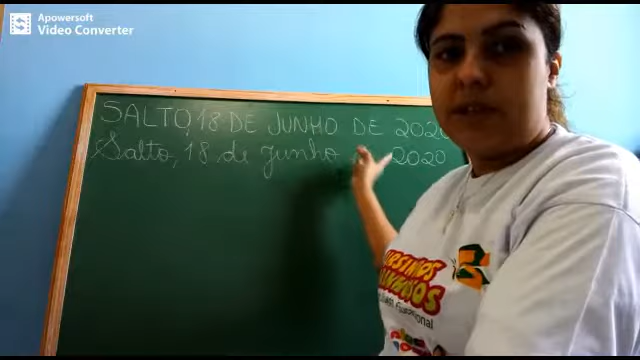 Apowersoft
Video Converter
SALTO, 18 DE JUNHO DE 2020
Salto, 18 de junho 2020